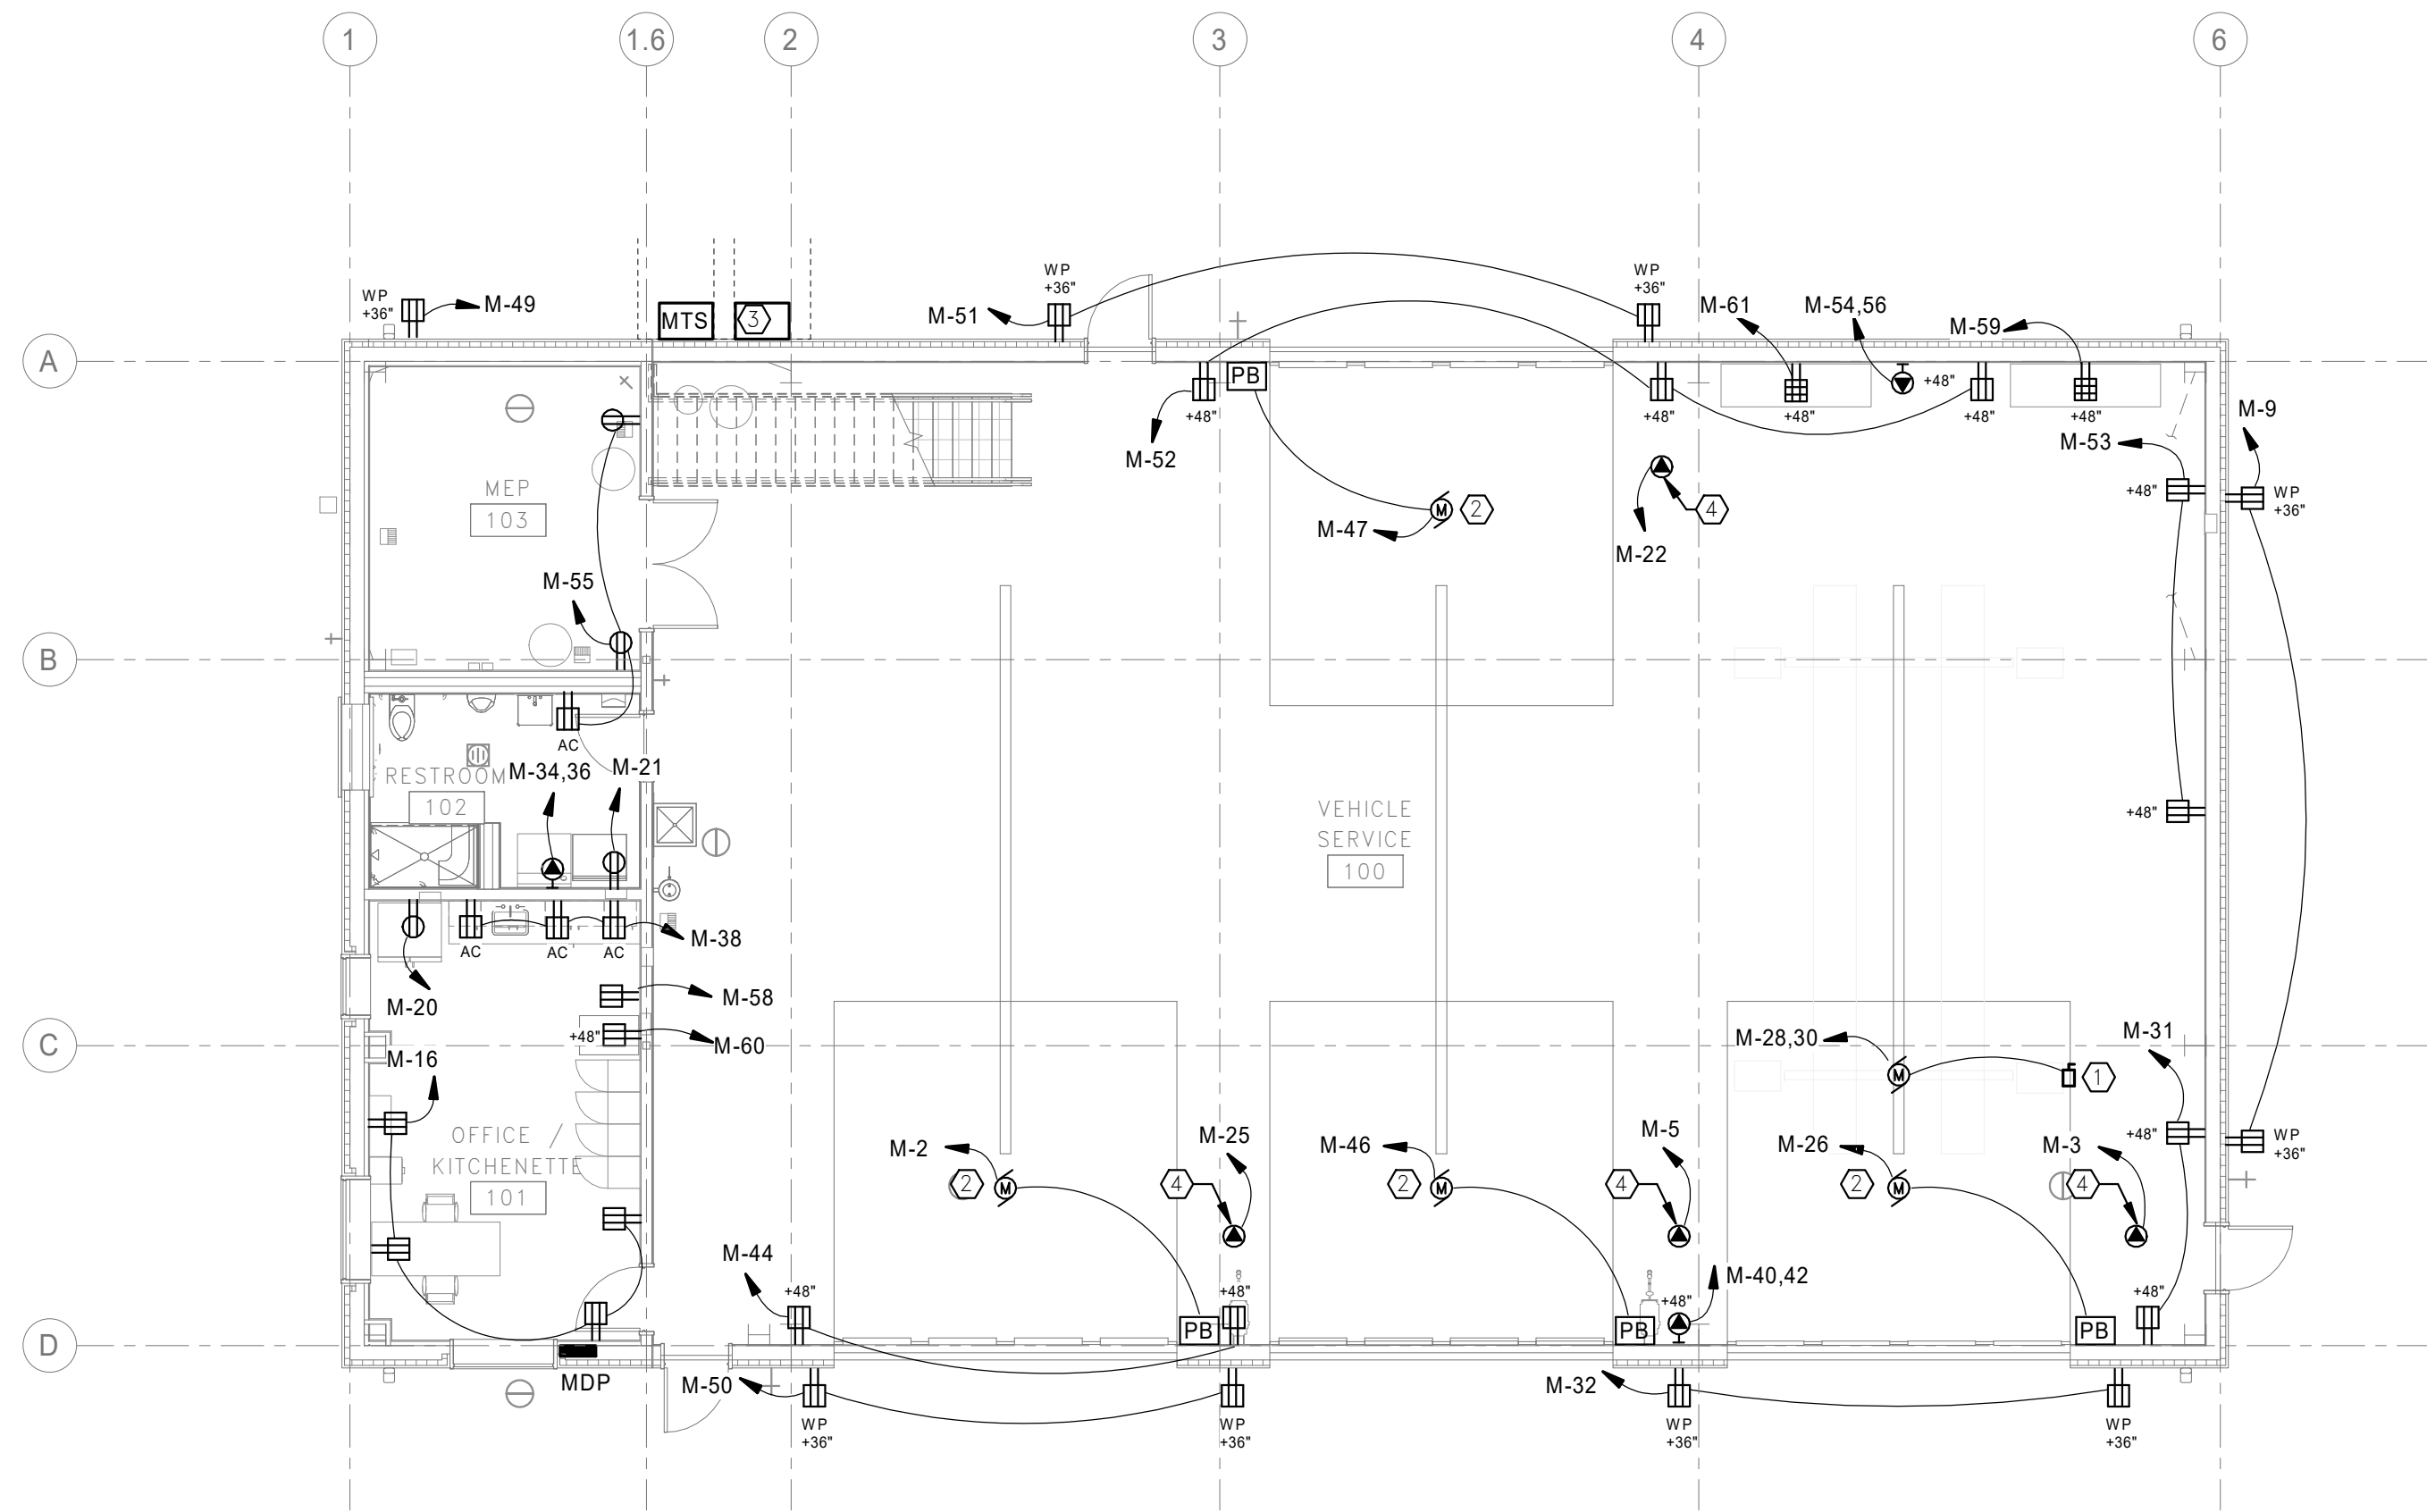 1
1.6
2
3
4
6
WP
+36"
M-49
MTS
3
M-51
WP
+36"
WP
+36"
M-61
M-54,56
M-59
A
PB
+48"
M-52
+48"
+48"
+48"
+48"
+48"
M-9
M-53
+48"
WP
+36"
MEP
103
M-47
M
2
4
M-22
M-55
B
AC
RESTROOM
102
M-34,36
M-21
VEHICLE
SERVICE
100
+48"
AC
AC
AC
M-38
M-20
M-58
+48"
M-60
C
M-16
M-28,30
M
1
M-31
OFFICE /
KITCHENETTE
101
M-2
2
M
M-25
4
M-46
2
M
M-5
4
M-26
2
M
M-3
4
+48"
WP
+36"
M-44
+48"
PB
+48"
PB
+48"
M-40,42
PB
+48"
D
MDP
M-50
WP
+36"
WP
+36"
M-32
WP
+36"
WP
+36"